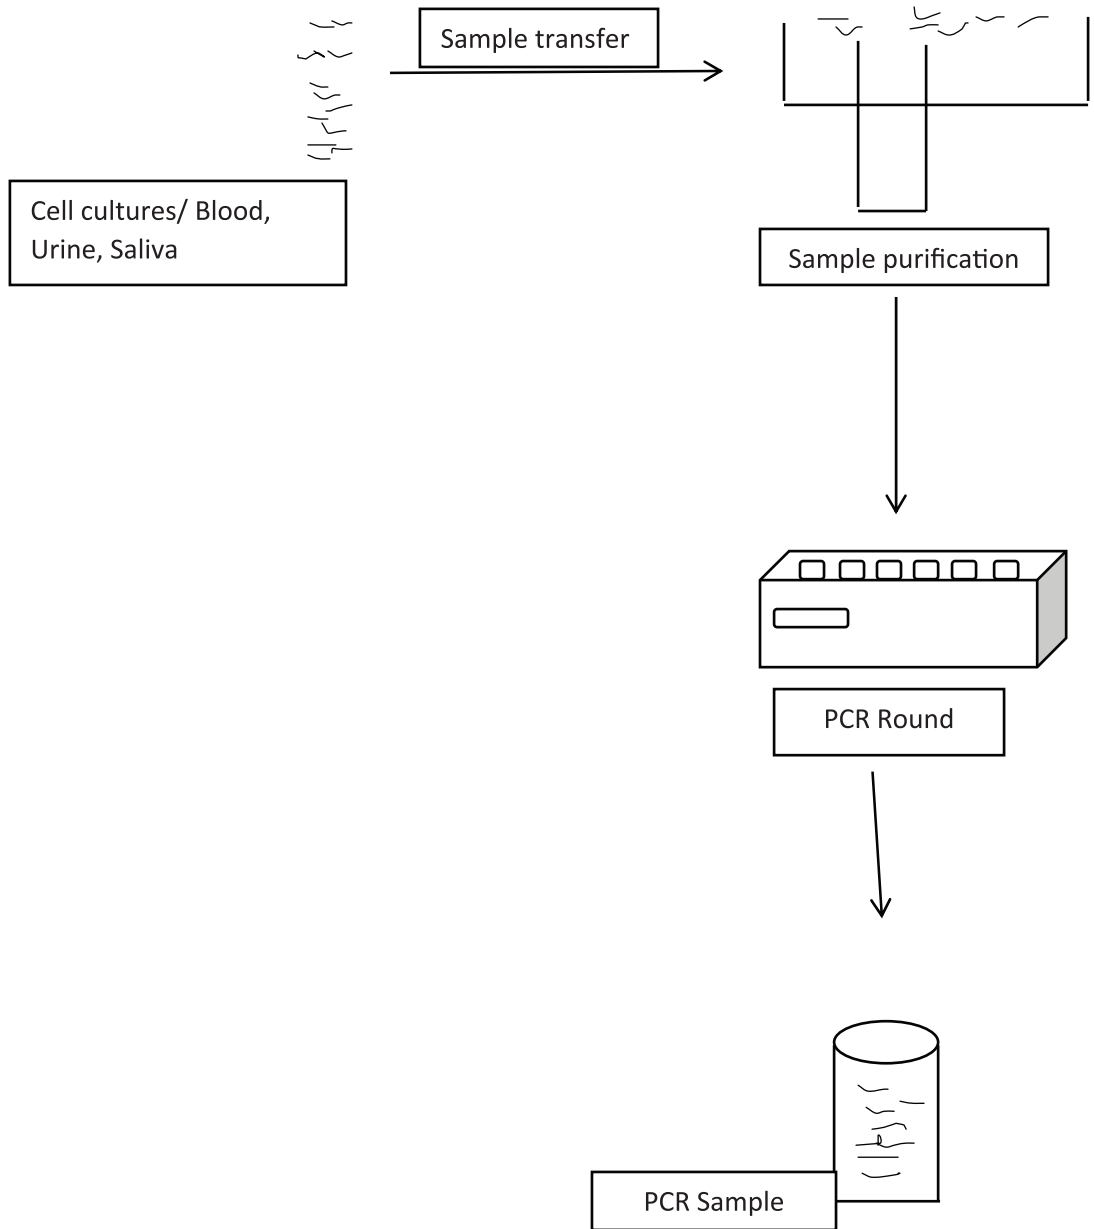 Sample transfer
Cell cultures/ Blood,
Urine, Saliva
Sample purification
PCR Round
PCR Sample